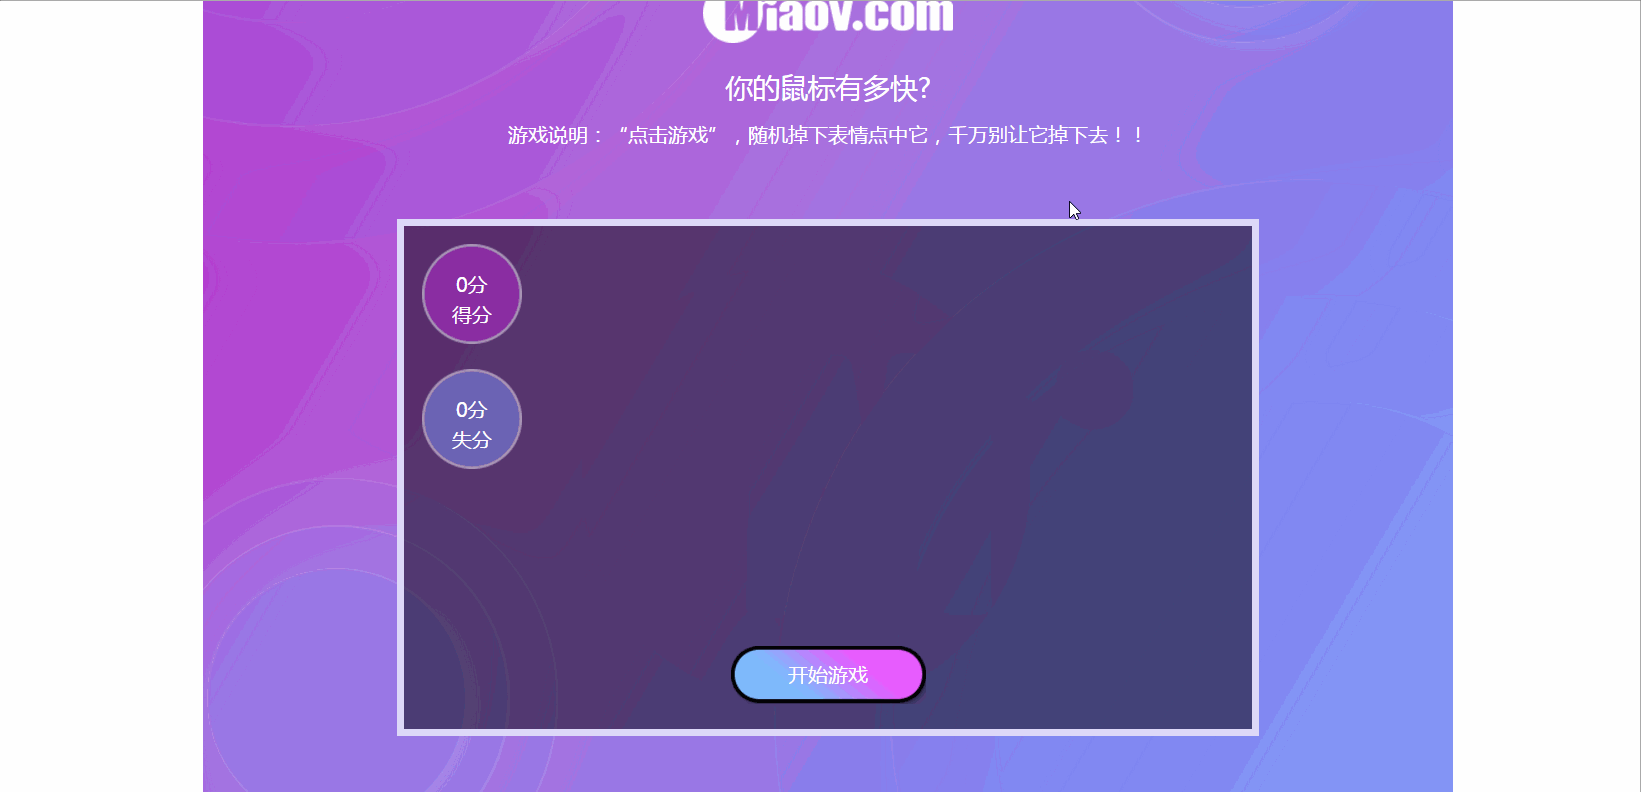 Miaov.com
你的鼠标有多快?
游戏说明：“点击游戏”，随机掉下表情点中它，千万别让它掉下去！！
0分
得分
0分
失分
开始游戏